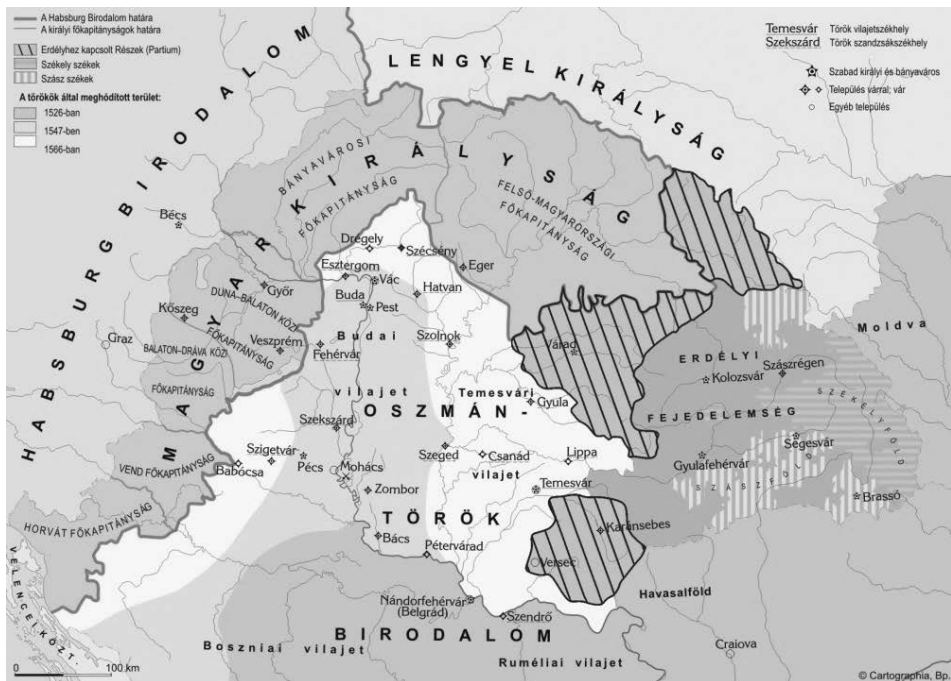 A Habsburg Birodalom határa
A királyi főkapitányságok határa
Erdélyhez kapcsolt Részek (Partium)
Székely székek
Szász székek
A törökök által meghódított terület:
1526-ban
1547-ben
1566-ban
Temesvár Török vilajetszékhely
Szekszárd Török szandzsákszékhely
Szabad királyi és bányaváros
Település várral; vár
Egyéb település
HABSBURG BIRODALOM
LENGYEL KIRÁLYSÁG
MAGYAR KIRÁLYSÁG
BÁNYAVÁROSI
FŐKAPITÁNYSÁG
FELSŐ-MAGYARORSZÁGI
FŐKAPITÁNYSÁG
Bécs
Drégely
Szécsény
Esztergom
Vác
Eger
Hatvan
Győr
DUNA–BALATON KÖZI
FŐKAPITÁNYSÁG
Buda
Pest
Kőszeg
Graz
Veszprém
BALATON–DRÁVA KÖZI
FŐKAPITÁNYSÁG
Fehérvár
Budai
vilajet
Szolnok
Várad
Moldva
ERDÉLYI
FEJEDELEMSÉG
Kolozsvár
Szászrégen
SZÉKELYFÖLD
Temesvári
vilajet
Gyula
OSZMÁN-
TÖRÖK
BIRODALOM
Szekszárd
Szigetvár
Pécs
Babócsa
VEND FŐKAPITÁNYSÁG
Mohács
Szeged
Csanád
Lippa
Gyulafehérvár
Segesvár
SZÁSZFÖLD
Brassó
Zombor
Temesvár
HORVÁT FŐKAPITÁNYSÁG
Bács
Pétervárad
Karánsebes
Versec
VELENCEI KÖZT.
Nándorfehérvár
(Belgrád)
Szendrő
Havasalföld
Boszniai vilajet
Ruméliai vilajet
Craiova
0 100 km
© Cartographia, Bp.